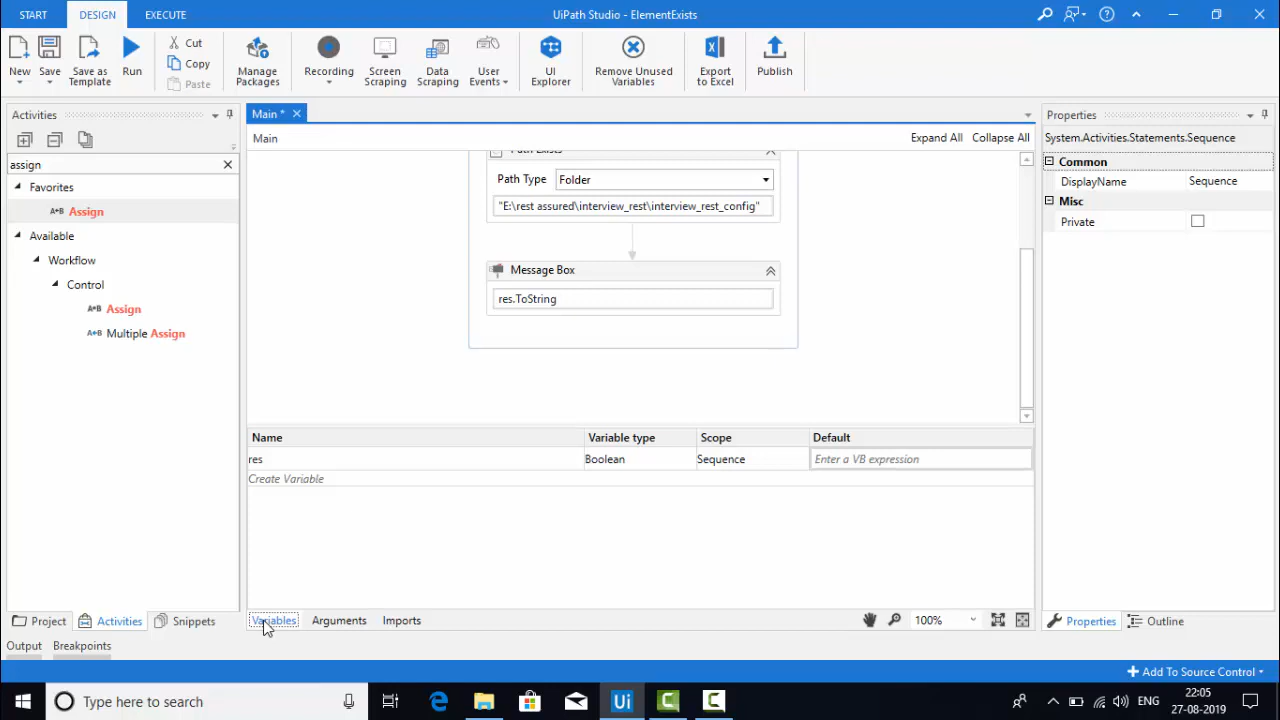 START DESIGN EXECUTE UiPath Studio - ElementExists
New Save Save as Template Run Cut Copy Paste Manage Packages Recording Screen Scraping Data Scraping User Events UI Explorer Remove Unused Variables Export to Excel Publish
Activities
assign
Favorites
Assign
Available
Workflow
Control
Assign
Multiple Assign
Project Activities Snippets
Main *
Main Expand All Collapse All
Path Exists
Path Type Folder
"E:\rest assured\interview_rest\interview_rest_config"
Message Box
res.ToString
Name Variable type Scope Default
res Boolean Sequence Enter a VB expression
Create Variable
Variables Arguments Imports 100%
Properties
System.Activities.Statements.Sequence
Common
DisplayName Sequence
Misc
Private
Properties Outline
Output Breakpoints
Add To Source Control
Type here to search Ui ENG 22:05
27-08-2019